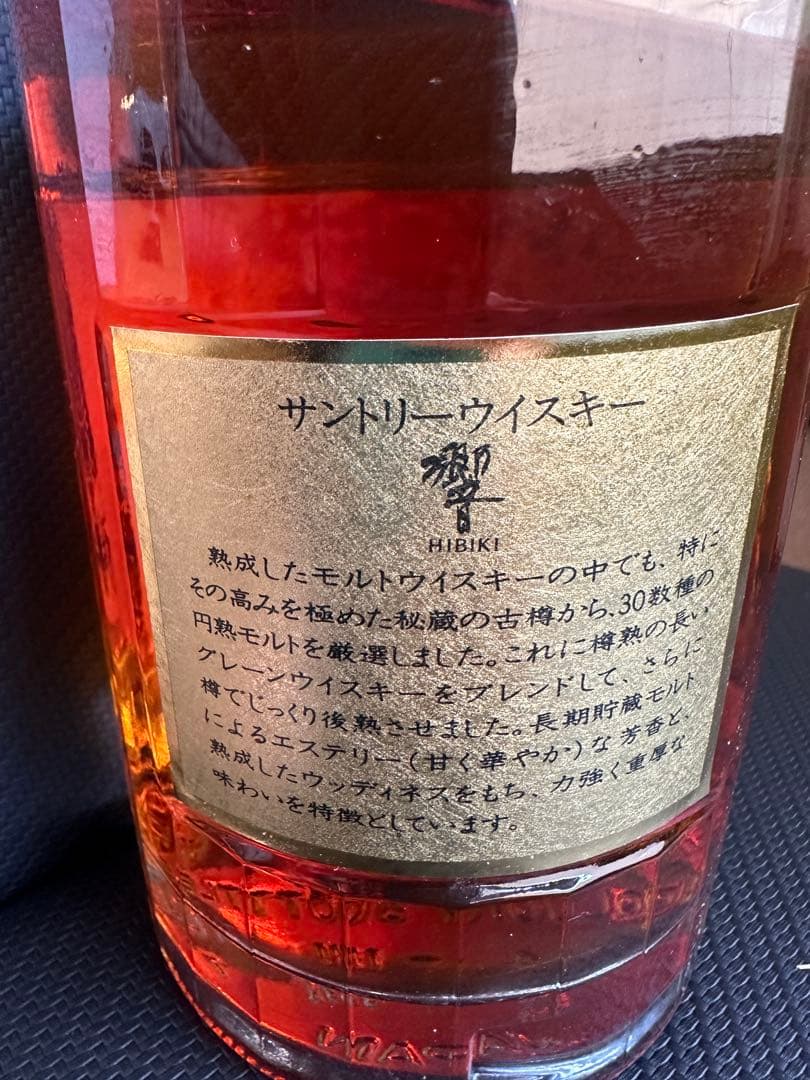 サントリーウイスキー
響
HIBIKI
熟成したモルトウイスキーの中でも、特に
その高みを極めた秘蔵の古樽から、30数種の
円熟モルトを厳選しました。これに樽熟の長い
グレーンウイスキーをブレンドして、さらに
樽でじっくり後熟させました。長期貯蔵モルト
によるエステリー(甘く華やか)な芳香と、
熟成したウッディネスをもち、力強く重厚な
味わいを特徴としています。